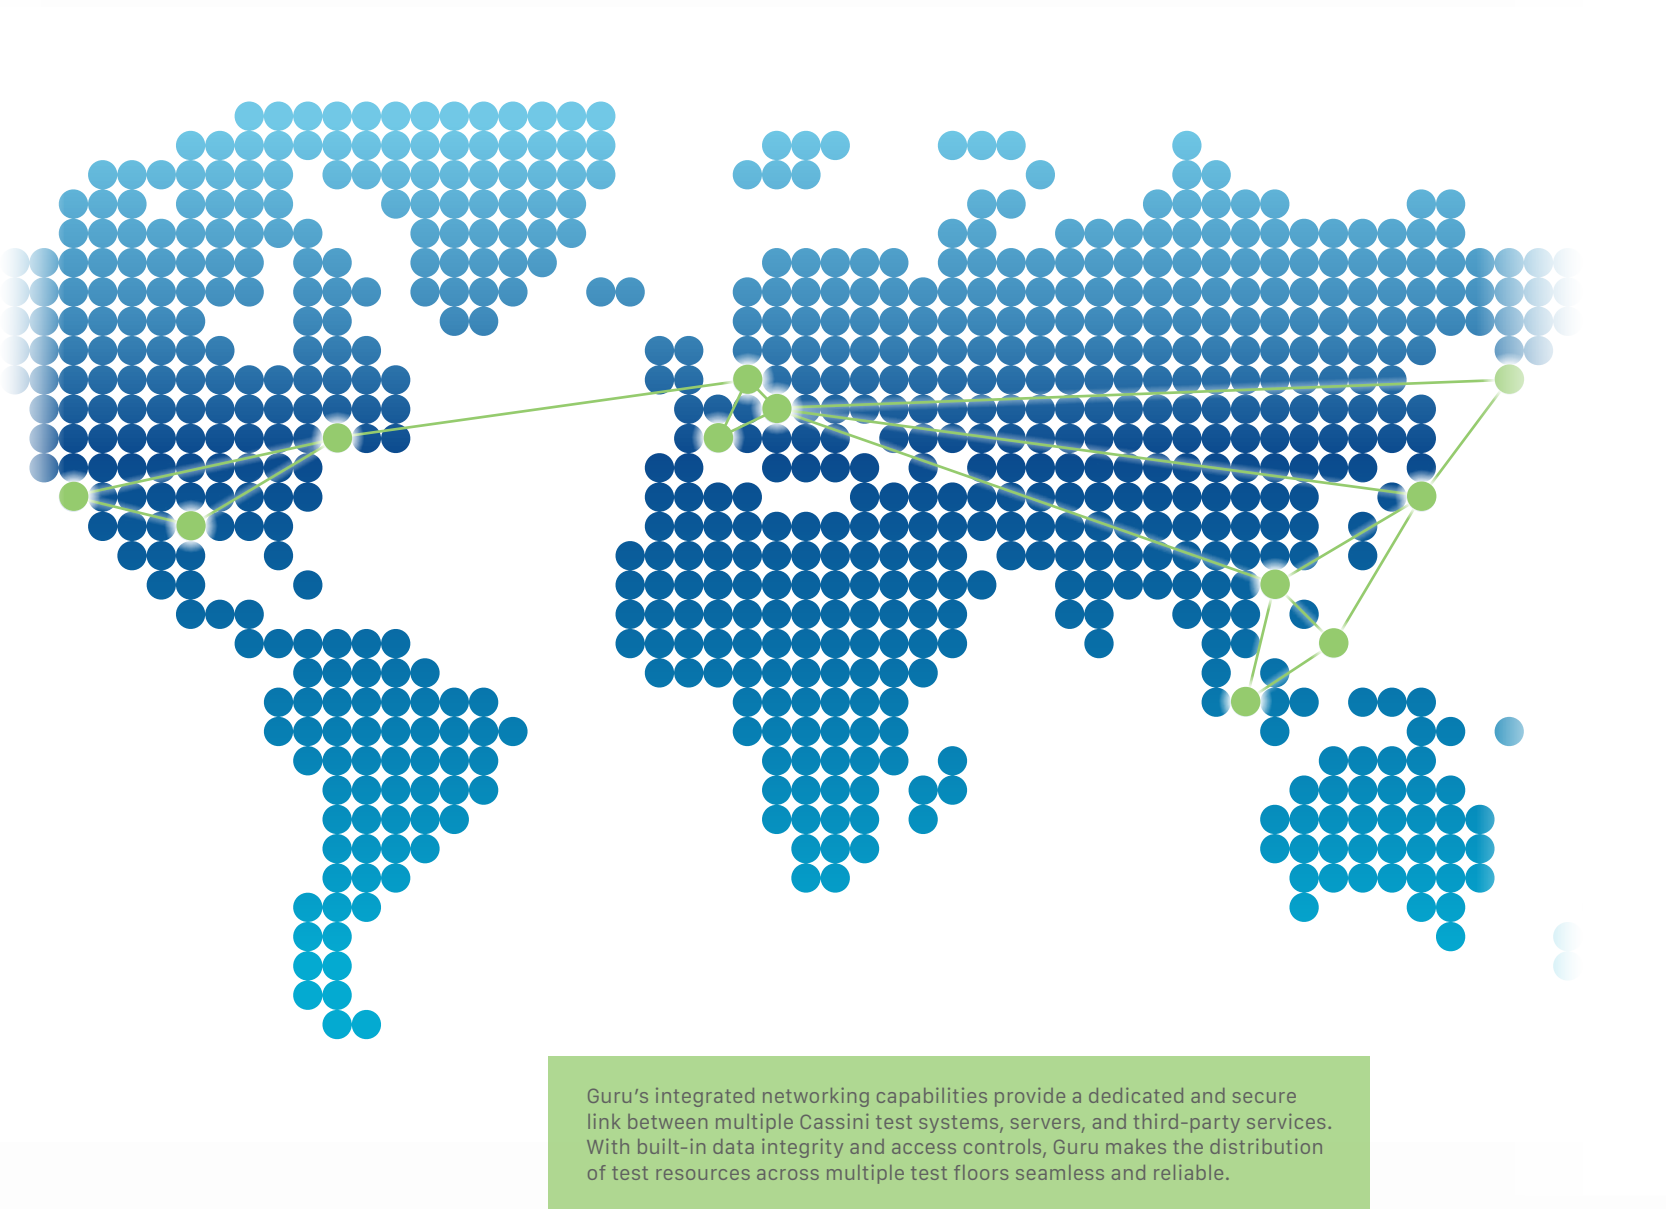 Guru’s integrated networking capabilities provide a dedicated and secure
link between multiple Cassini test systems, servers, and third-party services.
With built-in data integrity and access controls, Guru makes the distribution
of test resources across multiple test floors seamless and reliable.